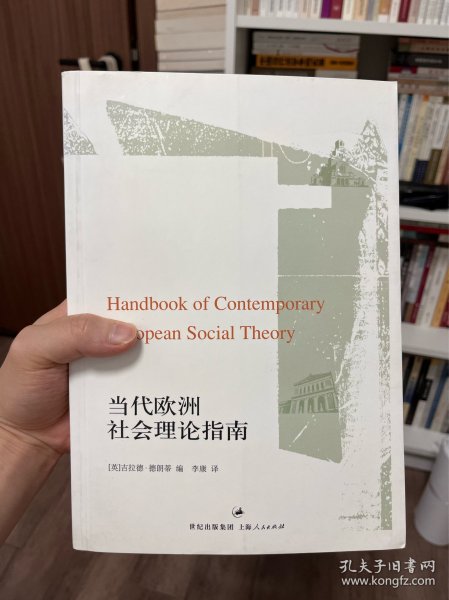 Handbook of Contemporary
opean Social Theory
当代欧洲
社会理论指南
[英]吉拉德·德朗蒂 编 李康 译
世纪出版集团 上海人民出版社
孔夫子旧书网
www.kongfz.com